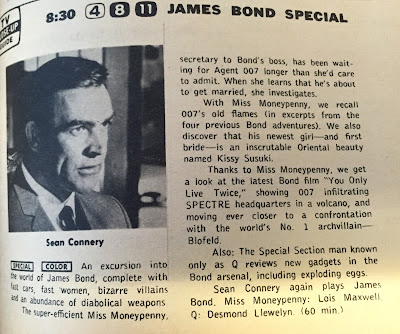 TV
CLOSE-UP
GUIDE
8:30 4 8 11 JAMES BOND SPECIAL
Sean Connery
SPECIAL COLOR An excursion into
the world of James Bond, complete with
fast cars, fast women, bizarre villains
and an abundance of diabolical weapons
The super-efficient Miss Moneypenny,
secretary to Bond's boss, has been wait-
ing for Agent 007 longer than she'd care
to admit. When she learns that he's about
to get married, she investigates.
With Miss Moneypenny, we recall
007's old flames (in excerpts from the
four previous Bond adventures). We also
discover that his newest girl—and first
bride—is an inscrutable Oriental beauty
named Kissy Susuki.
Thanks to Miss Moneypenny, we get
a look at the latest Bond film "You Only
Live Twice," showing 007 infiltrating
SPECTRE headquarters in a volcano, and
moving ever closer to a confrontation
with the world's No. 1 archvillain—
Blofeld.
Also: The Special Section man known
only as Q reviews new gadgets in the
Bond arsenal, including exploding eggs.
Sean Connery again plays James
Bond. Miss Moneypenny: Lois Maxwell.
Q: Desmond Llewelyn. (60 min.)